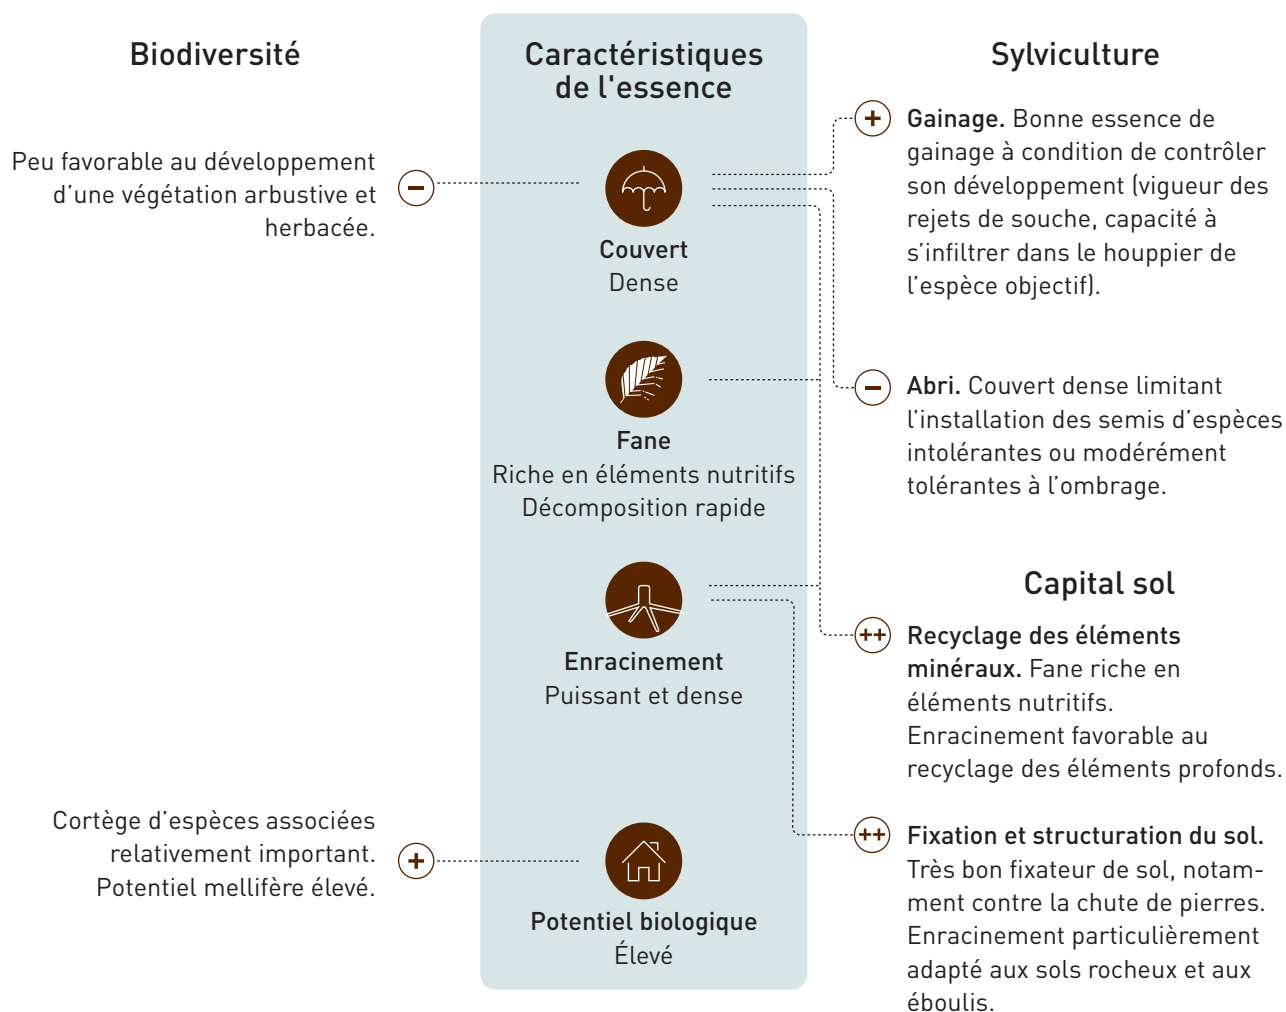 Biodiversité
Peu favorable au développement
d’une végétation arbustive et
herbacée.
−
Cortège d’espèces associées
relativement important.
Potentiel mellifère élevé.
+
Caractéristiques
de l'essence
Couvert
Dense
Fane
Riche en éléments nutritifs
Décomposition rapide
Enracinement
Puissant et dense
Potentiel biologique
Élevé
Sylviculture
+
Gainage. Bonne essence de
gainage à condition de contrôler
son développement (vigueur des
rejets de souche, capacité à
s’infiltrer dans le houppier de
l’espèce objectif).
−
Abri. Couvert dense limitant
l’installation des semis d’espèces
intolérantes ou modérément
tolérantes à l’ombrage.
Capital sol
++
Recyclage des éléments
minéraux. Fane riche en
éléments nutritifs.
Enracinement favorable au
recyclage des éléments profonds.
++
Fixation et structuration du sol.
Très bon fixateur de sol, notam-
ment contre la chute de pierres.
Enracinement particulièrement
adapté aux sols rocheux et aux
éboulis.